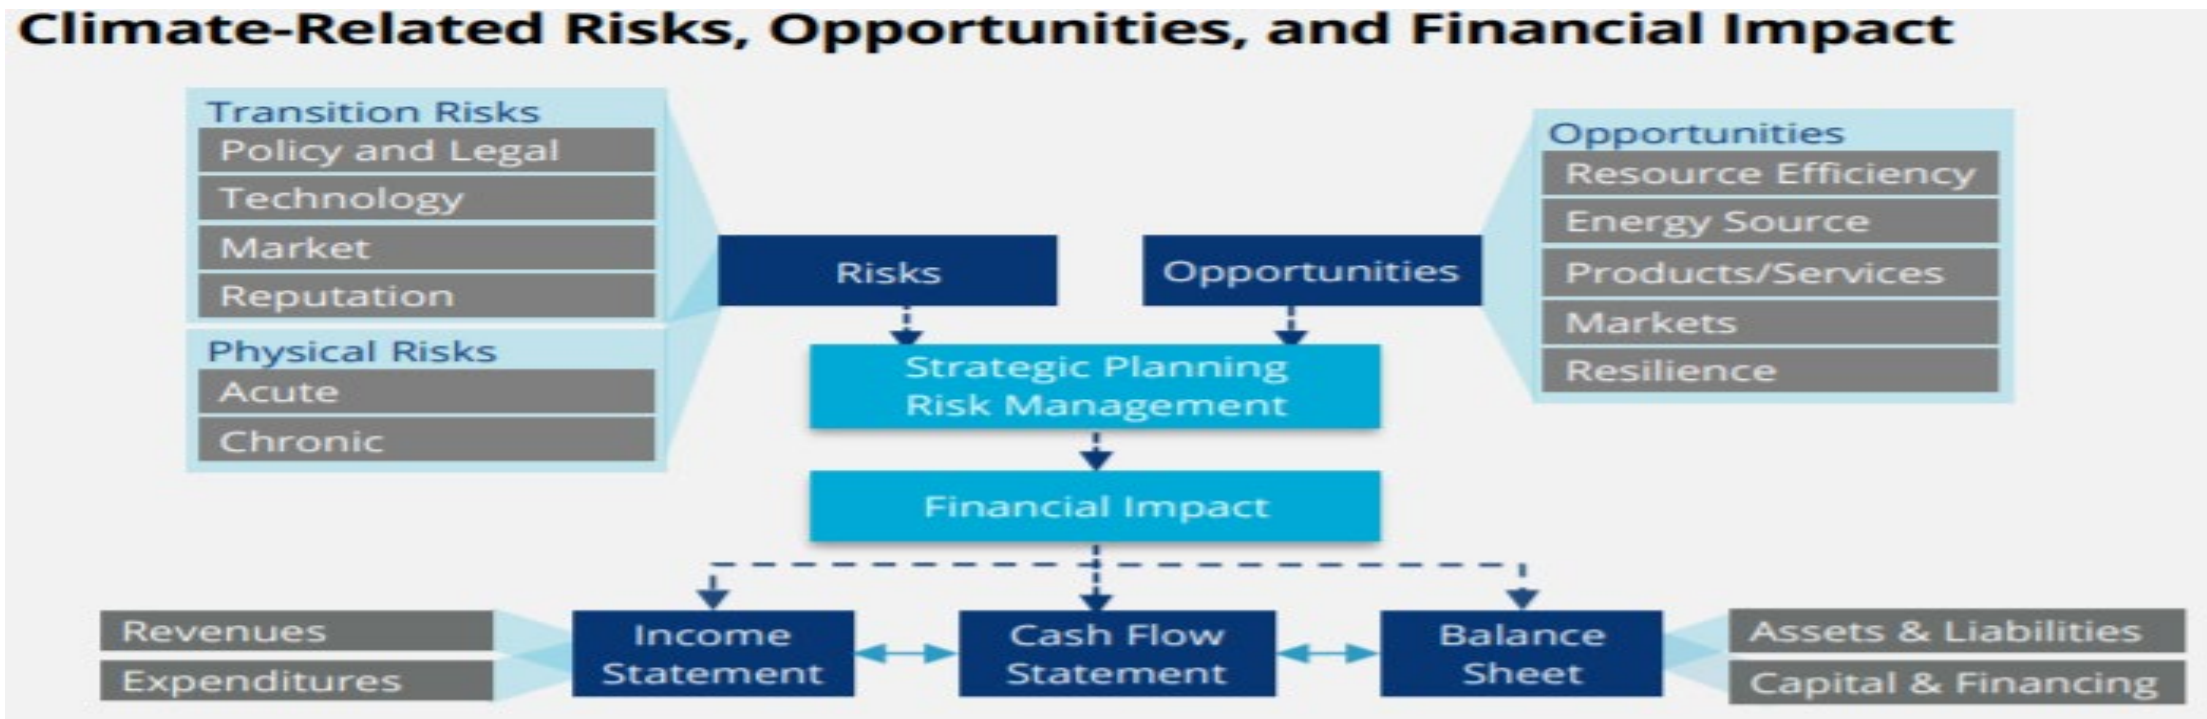 Climate-Related Risks, Opportunities, and Financial Impact
Transition Risks
Policy and Legal
Technology
Market
Reputation
Physical Risks
Acute
Chronic
Risks
Opportunities
Opportunities
Resource Efficiency
Energy Source
Products/Services
Markets
Resilience
Strategic Planning
Risk Management
Financial Impact
Revenues
Expenditures
Income
Statement
Cash Flow
Statement
Balance
Sheet
Assets & Liabilities
Capital & Financing